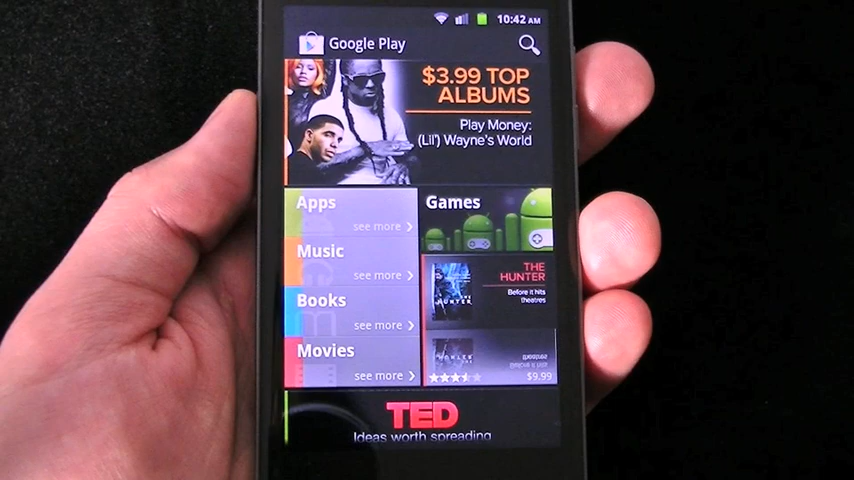 10:42 AM
Google Play
$3.99 TOP
ALBUMS
Play Money:
(Lil') Wayne's World
Apps
see more
Games
Music
see more
THE
HUNTER
Before it hits
theatres
Books
see more
Movies
see more
$9.99
TED
Ideas worth spreading